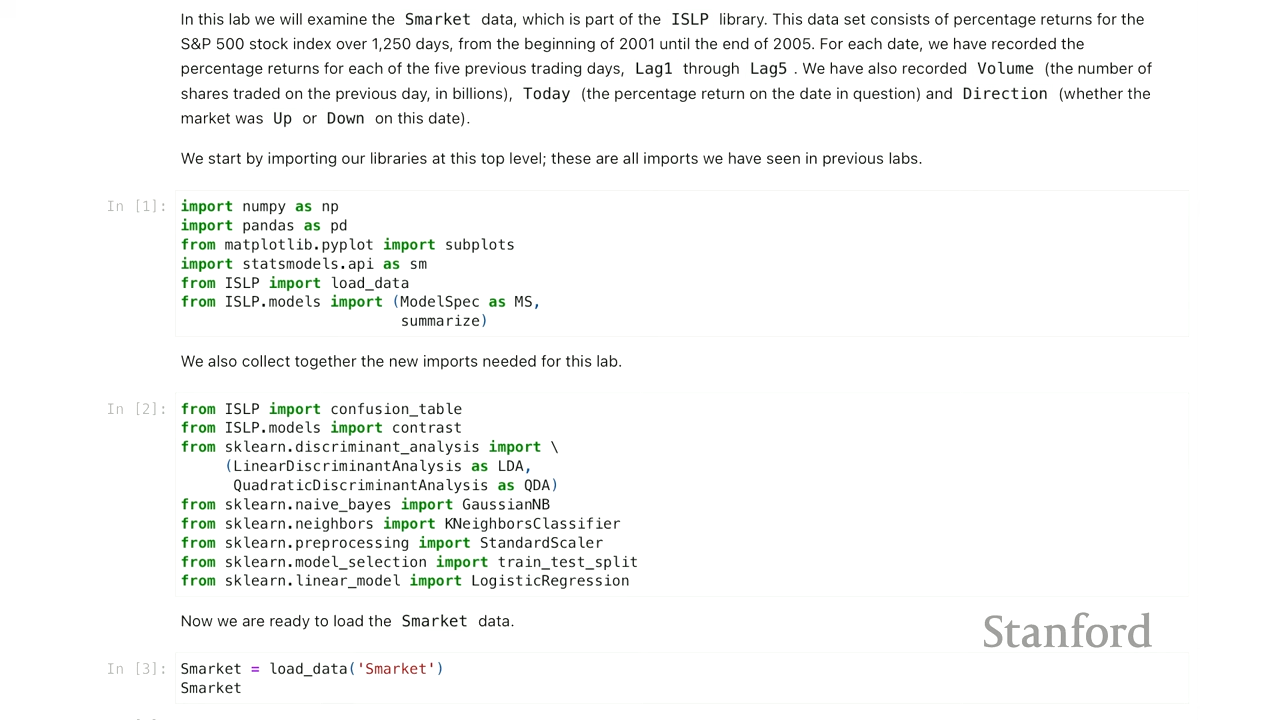 In this lab we will examine the Smarket data, which is part of the ISLP library. This data set consists of percentage returns for the
S&P 500 stock index over 1,250 days, from the beginning of 2001 until the end of 2005. For each date, we have recorded the
percentage returns for each of the five previous trading days, Lag1 through Lag5 . We have also recorded Volume (the number of
shares traded on the previous day, in billions), Today (the percentage return on the date in question) and Direction (whether the
market was Up or Down on this date).
We start by importing our libraries at this top level; these are all imports we have seen in previous labs.
In [1]: import numpy as np
import pandas as pd
from matplotlib.pyplot import subplots
import statsmodels.api as sm
from ISLP import load_data
from ISLP.models import (ModelSpec as MS,
summarize)
We also collect together the new imports needed for this lab.
In [2]: from ISLP import confusion_table
from ISLP.models import contrast
from sklearn.discriminant_analysis import \
(LinearDiscriminantAnalysis as LDA,
QuadraticDiscriminantAnalysis as QDA)
from sklearn.naive_bayes import GaussianNB
from sklearn.neighbors import KNeighborsClassifier
from sklearn.preprocessing import StandardScaler
from sklearn.model_selection import train_test_split
from sklearn.linear_model import LogisticRegression
Now we are ready to load the Smarket data.
Stanford
In [3]: Smarket = load_data('Smarket')
Smarket